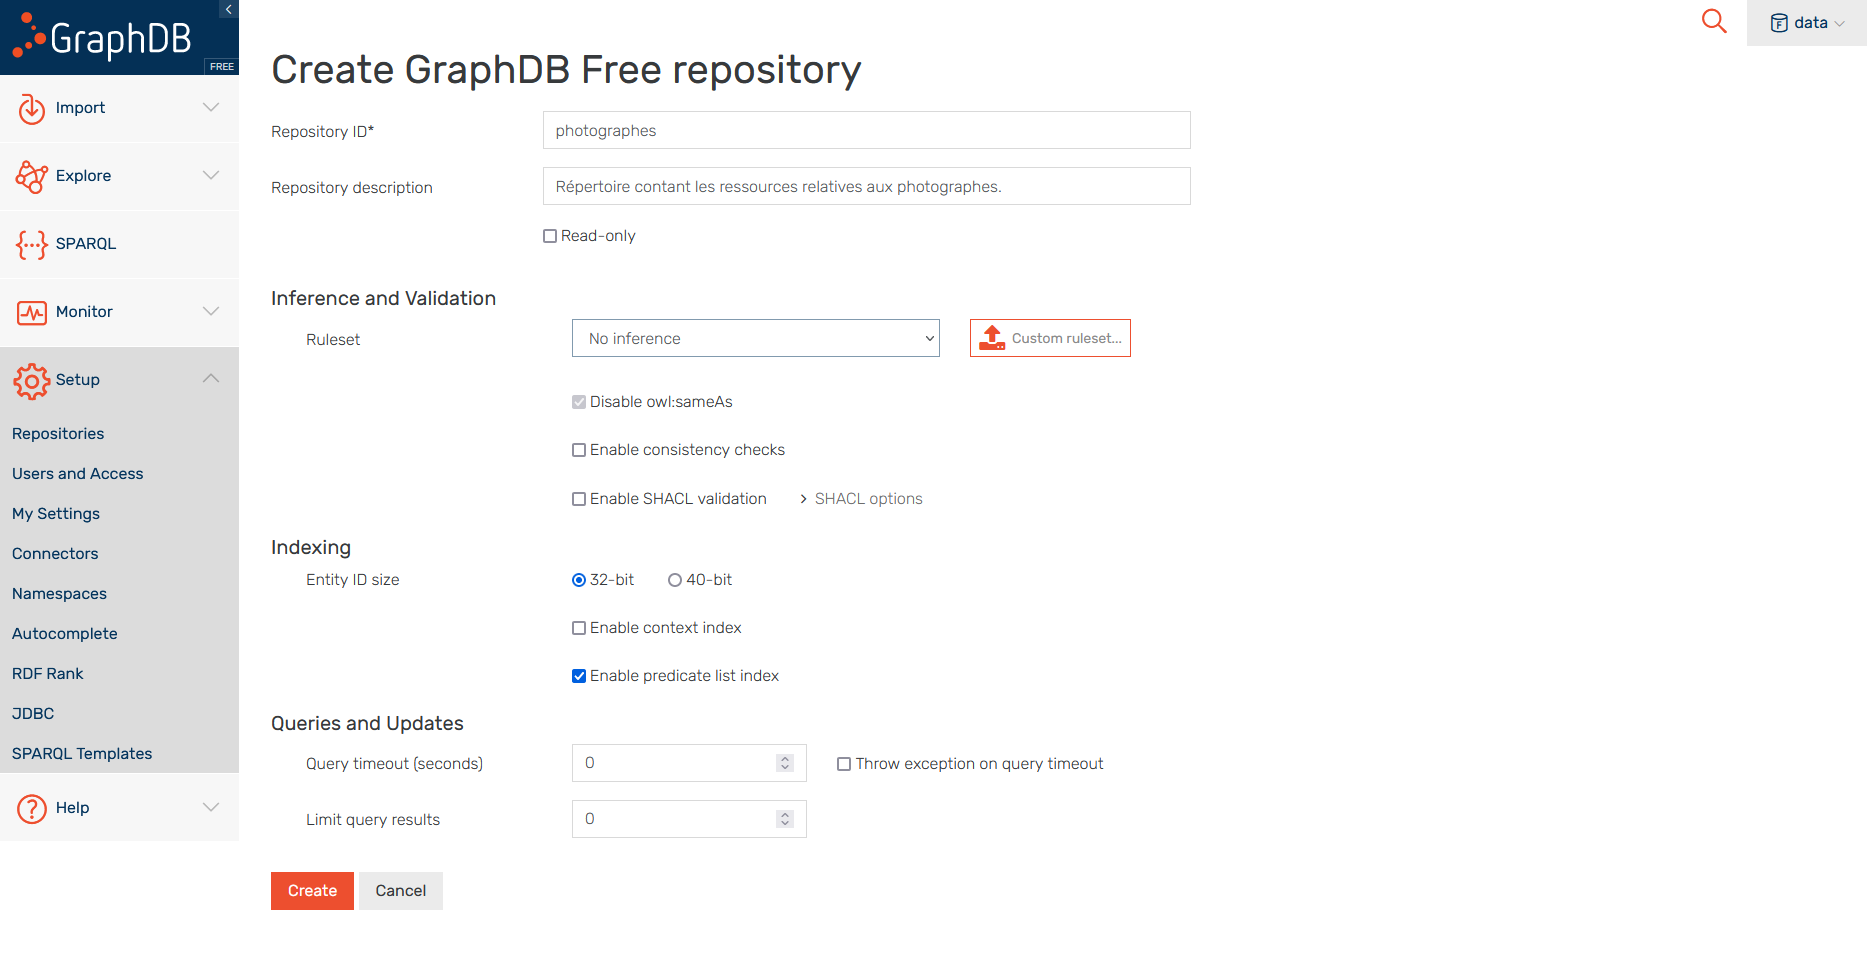 GraphDB
FREE
data
Create GraphDB Free repository
Import
Explore
SPARQL
Monitor
Setup
Repositories
Users and Access
My Settings
Connectors
Namespaces
Autocomplete
RDF Rank
JDBC
SPARQL Templates
Help
Repository ID* photographes
Repository description Répertoire contant les ressources relatives aux photographes.
Read-only
Inference and Validation
Ruleset No inference Custom ruleset...
Disable owl:sameAs
Enable consistency checks
Enable SHACL validation > SHACL options
Indexing
Entity ID size 32-bit 40-bit
Enable context index
Enable predicate list index
Queries and Updates
Query timeout (seconds) 0 Throw exception on query timeout
Limit query results 0
Create Cancel